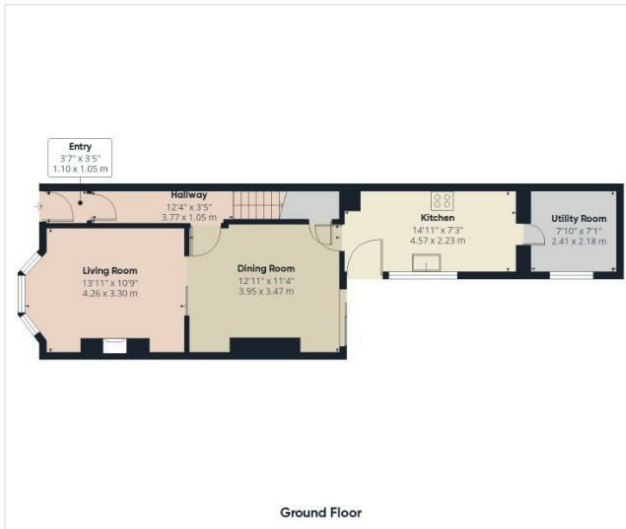 Entry
3'7" x 3'5"
1.10 x 1.05 m
Hallway
12'4" x 3'5"
3.77 x 1.05 m
Kitchen
14'11" x 7'3"
4.57 x 2.23 m
Utility Room
7'10" x 7'1"
2.41 x 2.18 m
Living Room
13'11" x 10'9"
4.26 x 3.30 m
Dining Room
12'11" x 11'4"
3.95 x 3.47 m
Ground Floor